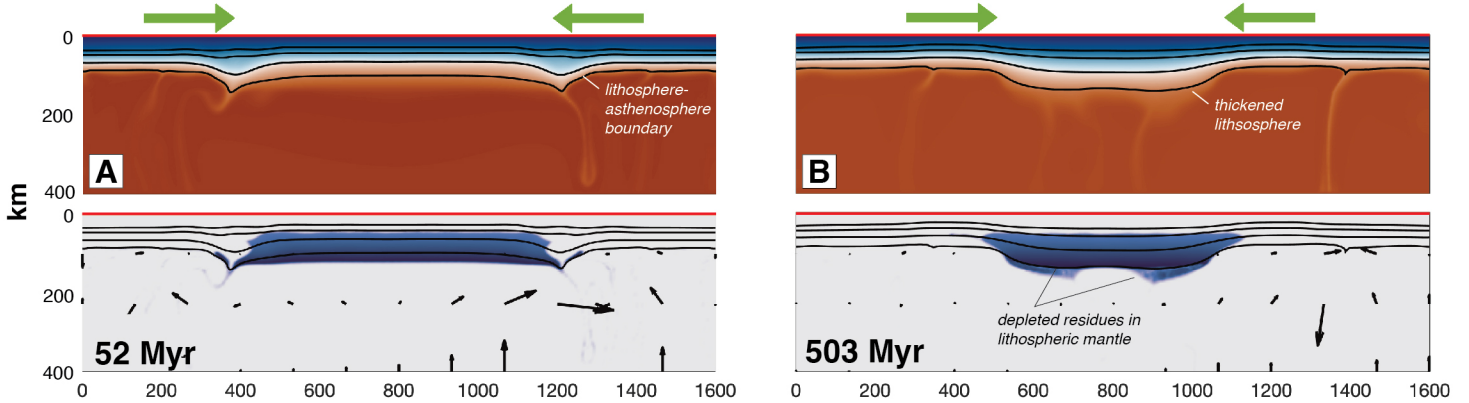 0
200
400
A
lithosphere-
asthenosphere
boundary
B
thickened
lithsosphere
km
0
200
400
52 Myr
503 Myr
depleted residues in
lithospheric mantle
0 200 400 600 800 1000 1200 1400 1600
0 200 400 600 800 1000 1200 1400 1600